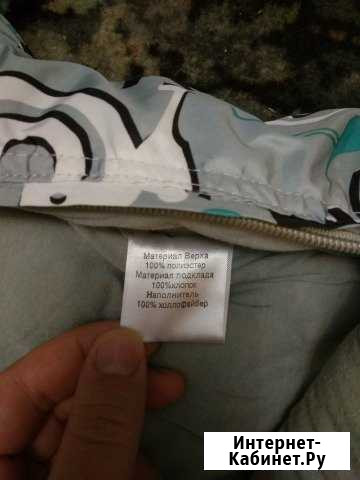 Материал Верха
100% полиэстер
Материал подклада
100%хлопок
Наполнитель
100% холлофайбер
Интернет-
Кабинет.Ру